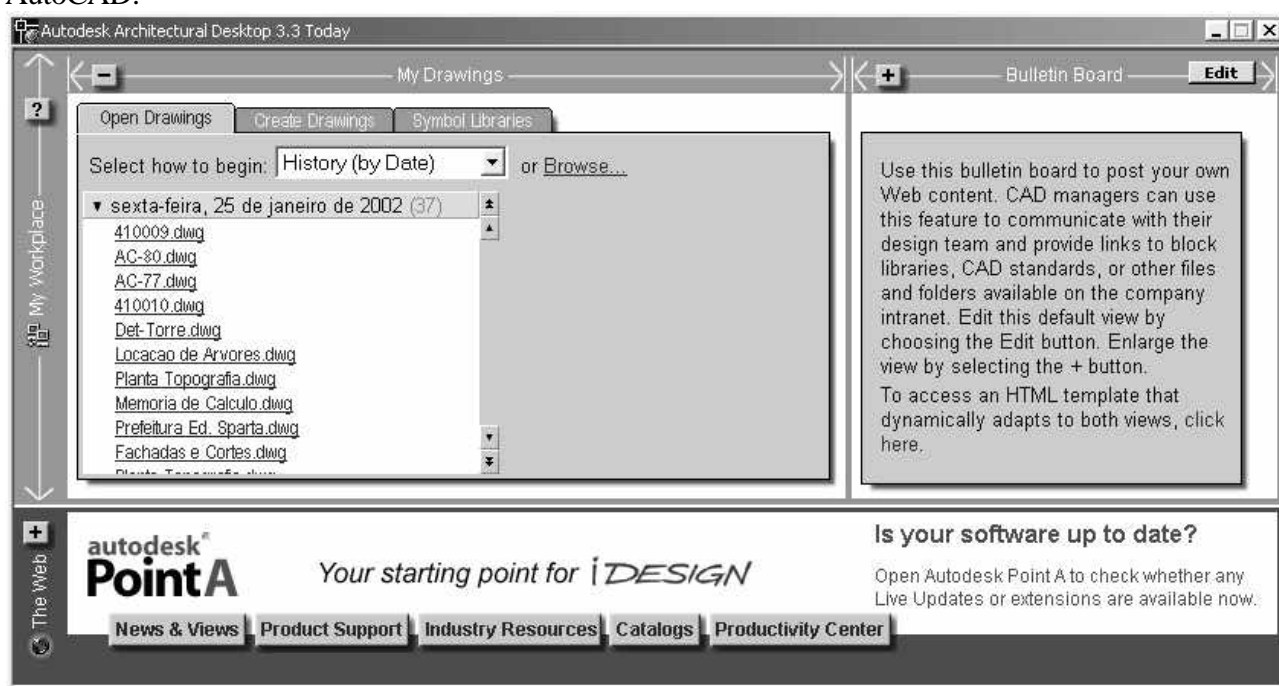 AutoCAD.
Autodesk Architectural Desktop 3.3 Today
My Drawings
Bulletin Board
Edit
?
My Workplace
Open Drawings
Create Drawings
Symbol Libraries
Select how to begin: History (by Date) or Browse...
sexta-feira, 25 de janeiro de 2002 (37)
410009.dwg
AC-80.dwg
AC-77.dwg
410010.dwg
Det-Torre.dwg
Locacao de Arvores.dwg
Planta Topografia.dwg
Memoria de Calculo.dwg
Prefeitura Ed. Sparta.dwg
Fachadas e Cortes.dwg
Use this bulletin board to post your own
Web content. CAD managers can use
this feature to communicate with their
design team and provide links to block
libraries, CAD standards, or other files
and folders available on the company
intranet. Edit this default view by
choosing the Edit button. Enlarge the
view by selecting the + button.
To access an HTML template that
dynamically adapts to both views, click
here.
The Web
autodesk®
Point A
Your starting point for iDESIGN
Is your software up to date?
Open Autodesk Point A to check whether any
Live Updates or extensions are available now.
News & Views
Product Support
Industry Resources
Catalogs
Productivity Center